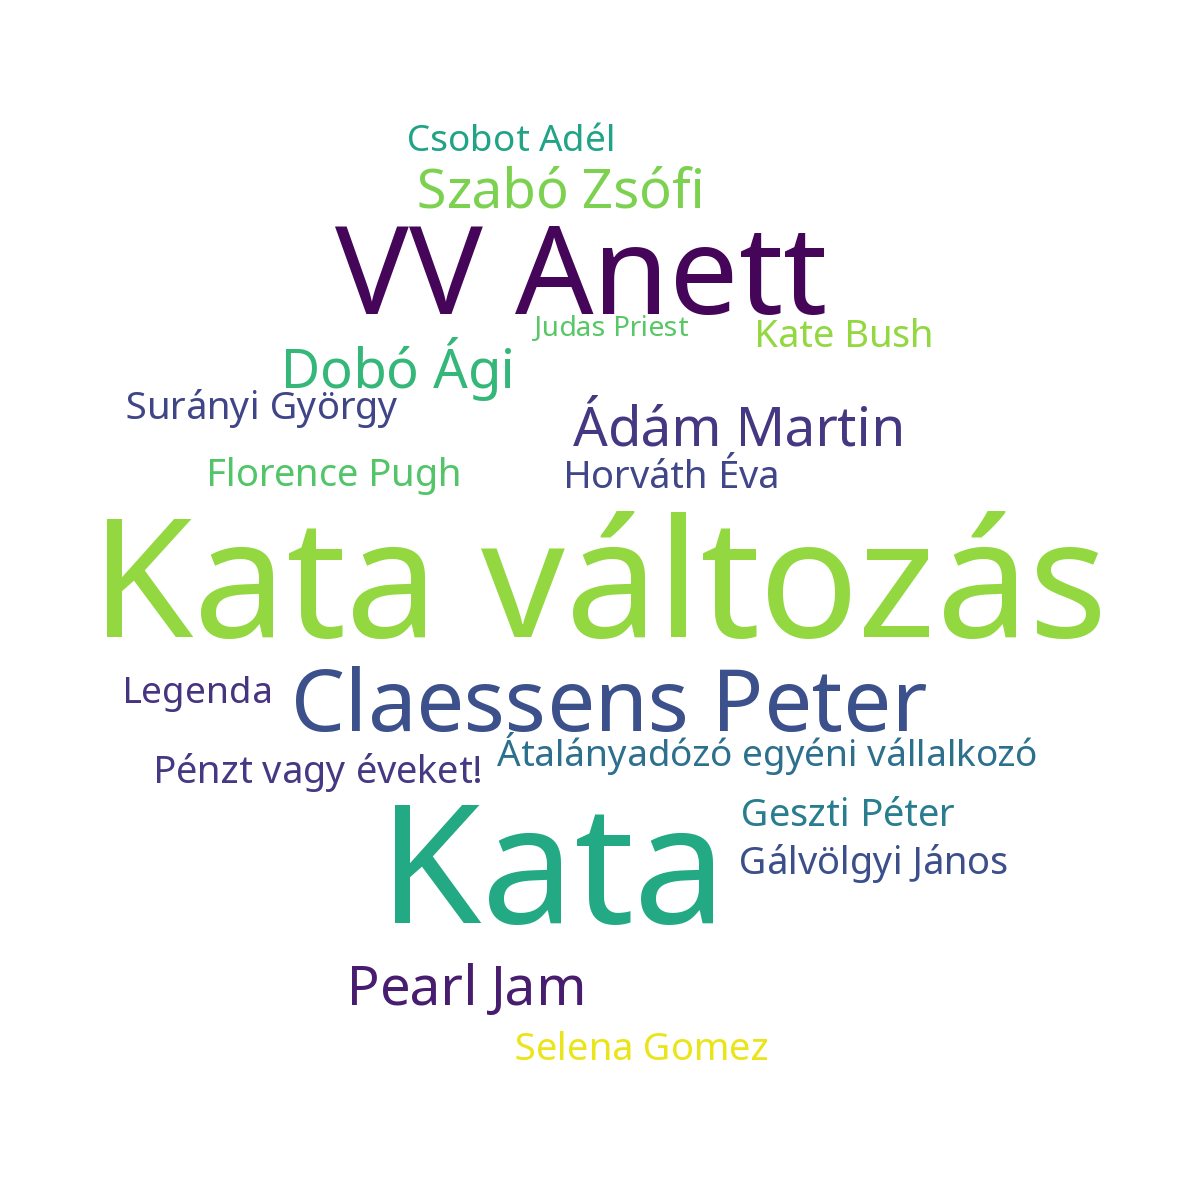 Csobot Adél
Szabó Zsófi
VV Anett
Judas Priest
Kate Bush
Dobó Ági
Surányi György
Ádám Martin
Florence Pugh
Horváth Éva
Kata változás
Legenda
Claessens Peter
Átalányadózó egyéni vállalkozó
Pénzt vagy éveket!
Geszti Péter
Kata
Gálvölgyi János
Pearl Jam
Selena Gomez